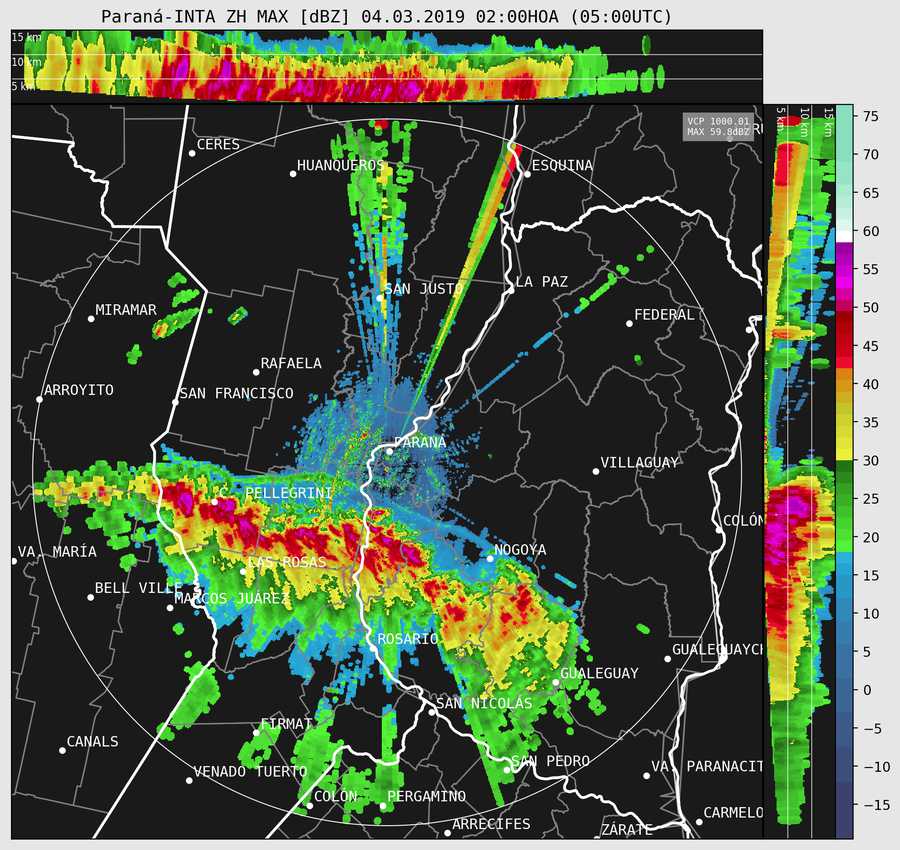 Paraná-INTA ZH MAX [dBZ] 04.03.2019 02:00HOA (05:00UTC)
15 km
10 km
5 km
VCP 1000.01
MAX 59.8dBZ
5 km
10 km
15 km
CERES
HUANQUEROS
ESQUINA
SAN JUSTO
LA PAZ
MIRAMAR
FEDERAL
RAFAELA
ARROYITO
SAN FRANCISCO
PARANÁ
VILLAGUAY
C. PELLEGRINI
COLÓN
VA. MARÍA
NOGOYA
LAS ROSAS
BELL VILLE
MARCOS JUÁREZ
ROSARIO
GUALEGUAYCH
GUALEGUAY
SAN NICOLÁS
FIRMAT
CANALS
SAN PEDRO
VA. PARANACIT
VENADO TUERTO
COLÓN
PERGAMINO
CARMELO
ARRECIFES
ZÁRATE
75
70
65
60
55
50
45
40
35
30
25
20
15
10
5
0
−5
−10
−15